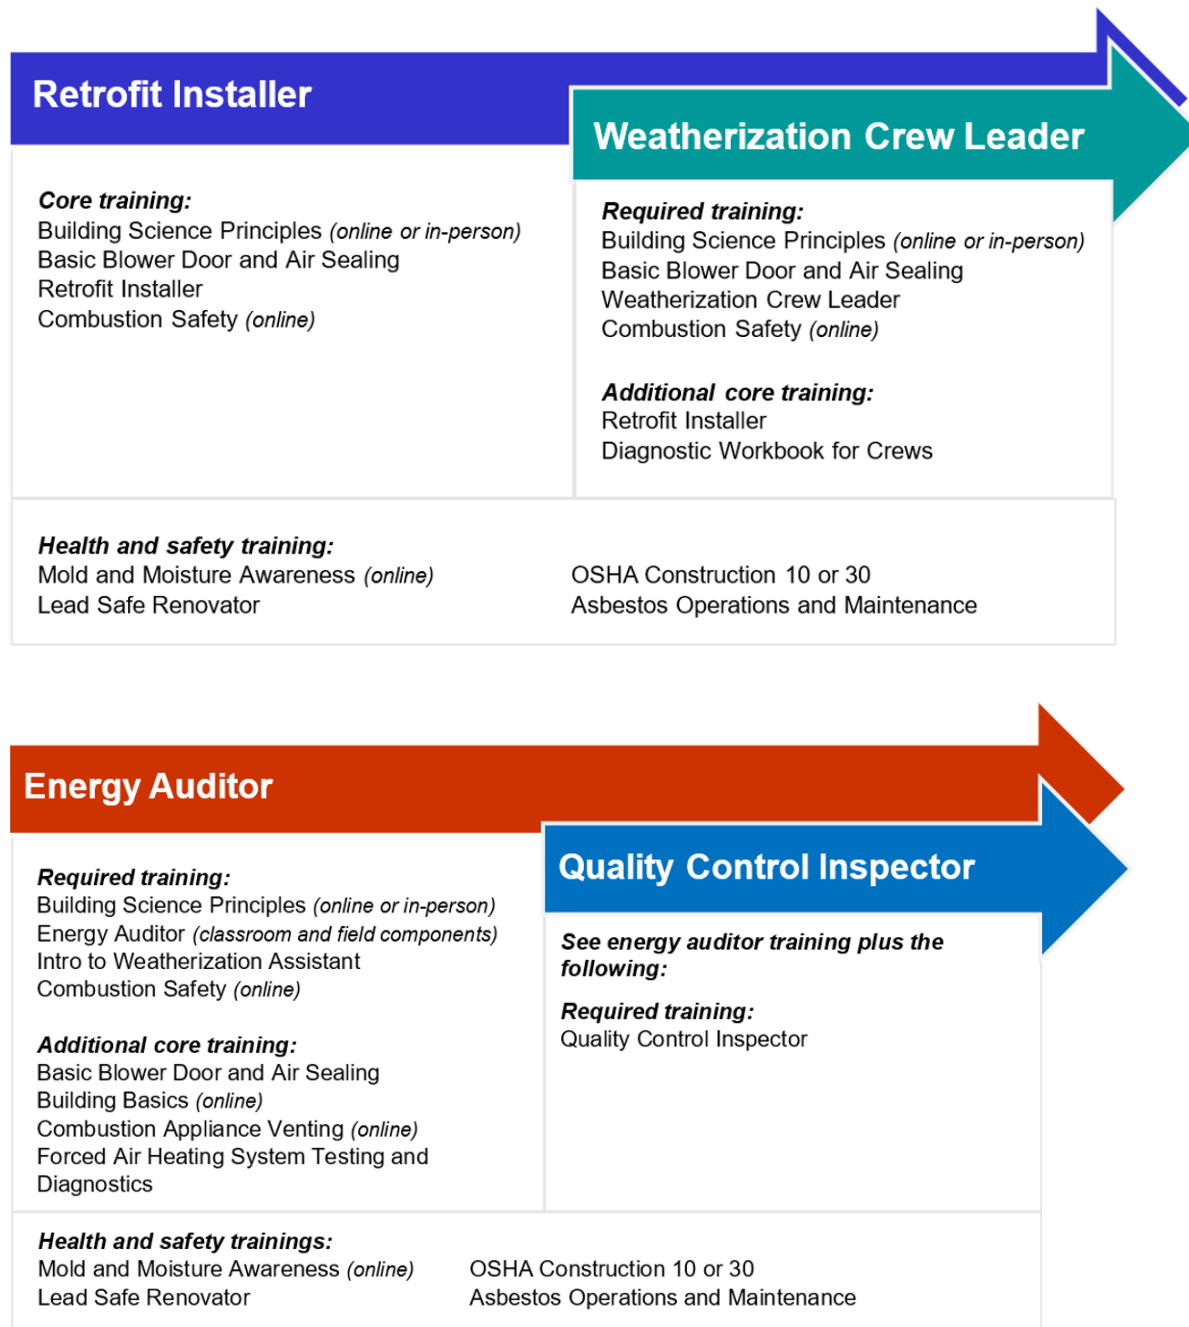 Retrofit Installer
Weatherization Crew Leader
Core training:
Building Science Principles (online or in-person)
Basic Blower Door and Air Sealing
Retrofit Installer
Combustion Safety (online)
Required training:
Building Science Principles (online or in-person)
Basic Blower Door and Air Sealing
Weatherization Crew Leader
Combustion Safety (online)
Additional core training:
Retrofit Installer
Diagnostic Workbook for Crews
Health and safety training:
Mold and Moisture Awareness (online)
Lead Safe Renovator
OSHA Construction 10 or 30
Asbestos Operations and Maintenance
Energy Auditor
Quality Control Inspector
Required training:
Building Science Principles (online or in-person)
Energy Auditor (classroom and field components)
Intro to Weatherization Assistant
Combustion Safety (online)
Additional core training:
Basic Blower Door and Air Sealing
Building Basics (online)
Combustion Appliance Venting (online)
Forced Air Heating System Testing and
Diagnostics
See energy auditor training plus the
following:
Required training:
Quality Control Inspector
Health and safety trainings:
Mold and Moisture Awareness (online)
Lead Safe Renovator
OSHA Construction 10 or 30
Asbestos Operations and Maintenance